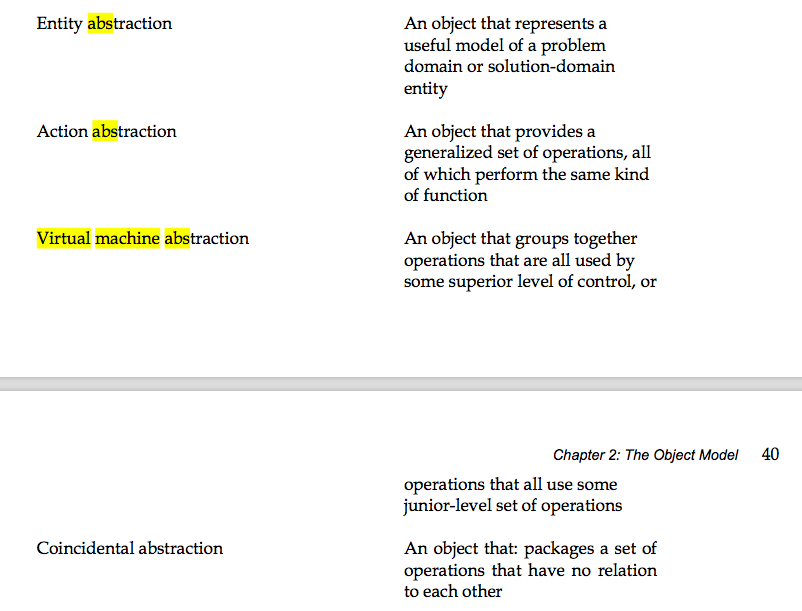 Entity abstraction
An object that represents a
useful model of a problem
domain or solution-domain
entity
Action abstraction
An object that provides a
generalized set of operations, all
of which perform the same kind
of function
Virtual machine abstraction
An object that groups together
operations that are all used by
some superior level of control, or
Chapter 2: The Object Model 40
operations that all use some
junior-level set of operations
Coincidental abstraction
An object that: packages a set of
operations that have no relation
to each other